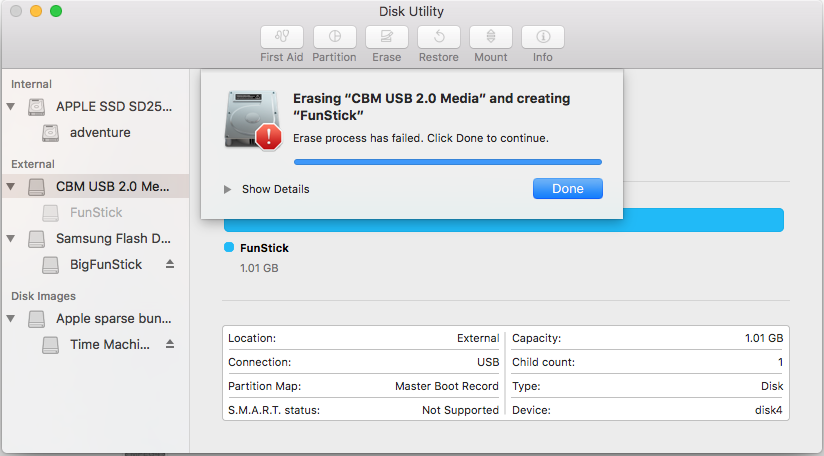 Disk Utility
First Aid
Partition
Erase
Restore
Mount
Info
Internal
APPLE SSD SD25...
adventure
External
CBM USB 2.0 Me...
FunStick
Samsung Flash D...
BigFunStick
Disk Images
Apple sparse bun...
Time Machi...
Erasing “CBM USB 2.0 Media” and creating
“FunStick”
Erase process has failed. Click Done to continue.
Show Details
Done
FunStick
1.01 GB
Location: External
Capacity: 1.01 GB
Connection: USB
Child count: 1
Partition Map: Master Boot Record
Type: Disk
S.M.A.R.T. status: Not Supported
Device: disk4